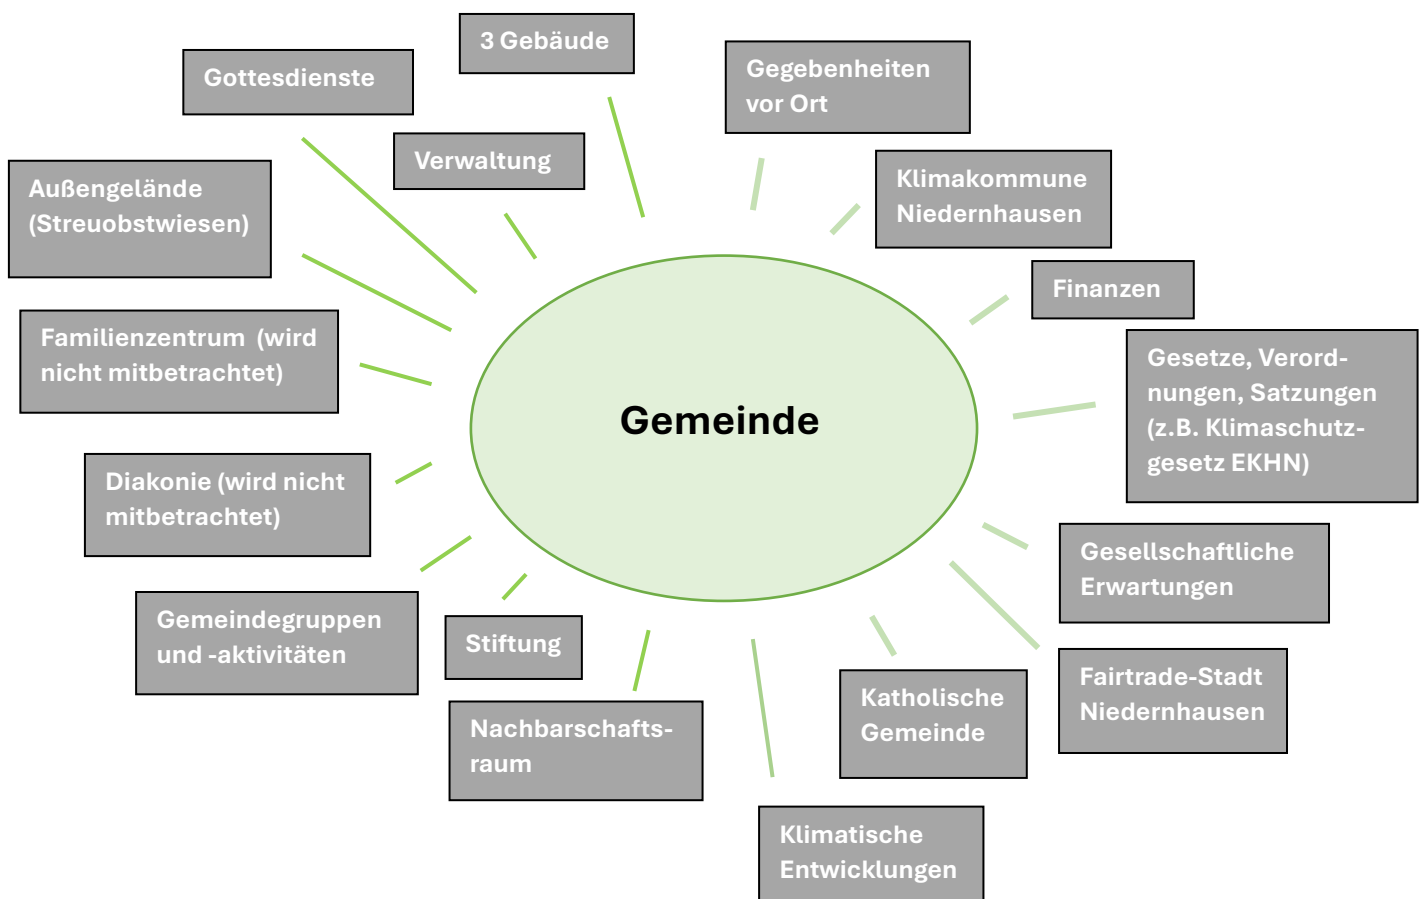 3 Gebäude
Gottesdienste
Gegebenheiten
vor Ort
Verwaltung
Klimakommune
Niedernhausen
Außengelände
(Streuobstwiesen)
Finanzen
Familienzentrum  (wird
nicht mitbetrachtet)
Gesetze, Verord-
nungen, Satzungen
(z.B. Klimaschutz-
gesetz EKHN)
Gemeinde
Diakonie (wird nicht
mitbetrachtet)
Gesellschaftliche
Erwartungen
Gemeindegruppen
und -aktivitäten
Stiftung
Fairtrade-Stadt
Niedernhausen
Katholische
Gemeinde
Nachbarschafts-
raum
Klimatische
Entwicklungen